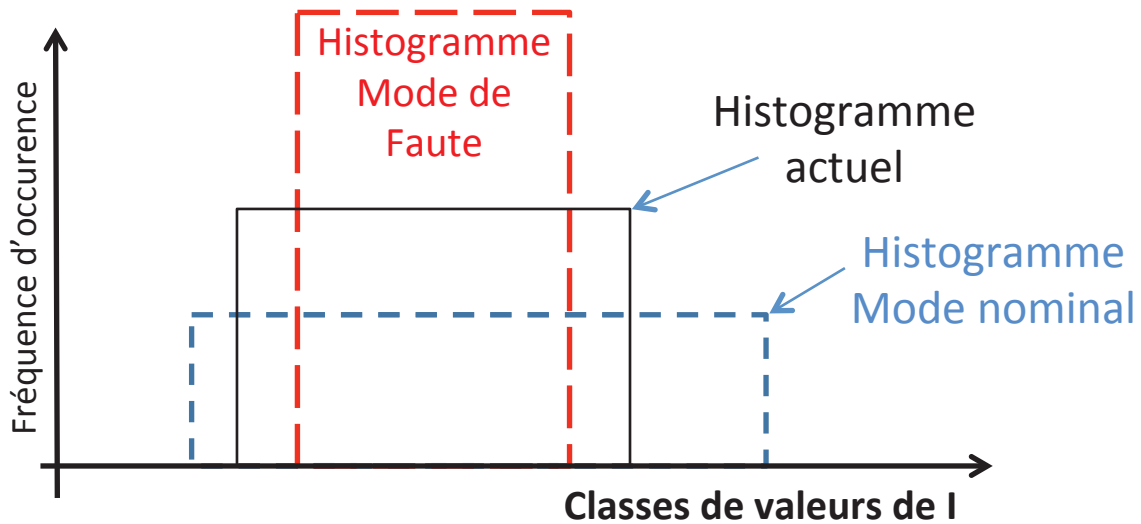 Histogramme
Mode de
Faute
Fréquence d'occurence
Histogramme
actuel
Histogramme
Mode nominal
Classes de valeurs de I